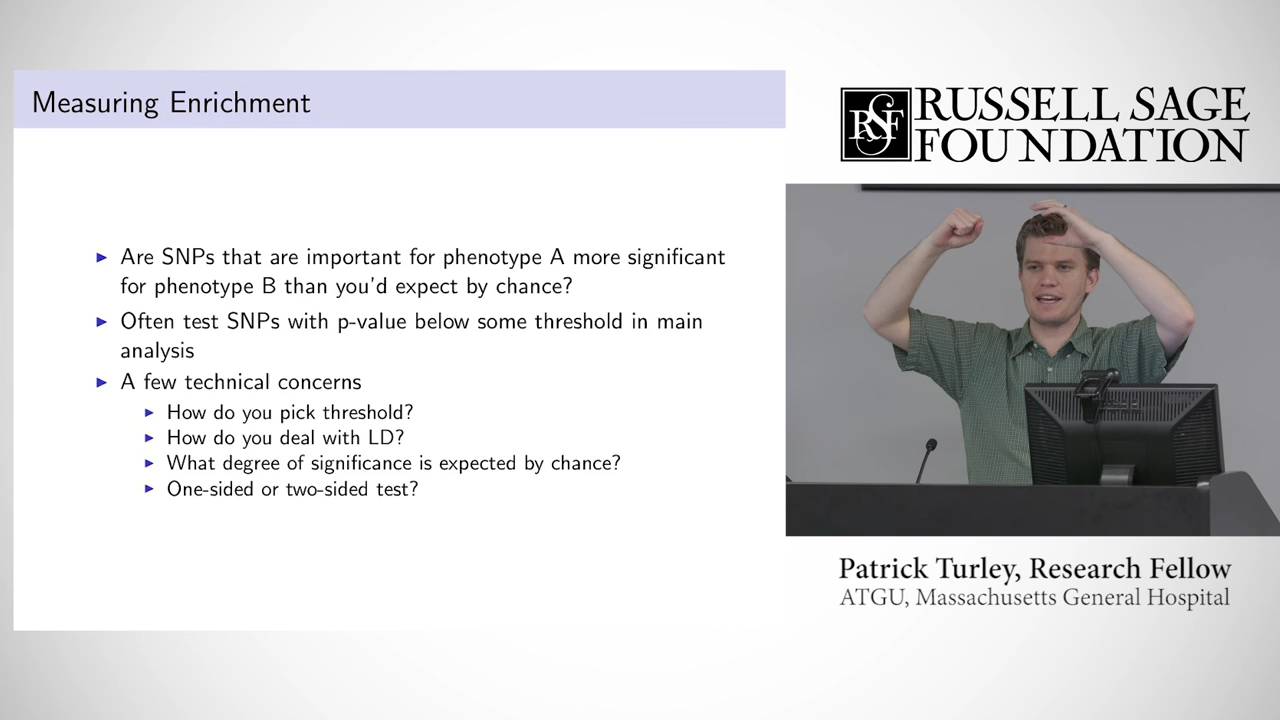 Measuring Enrichment
▶ Are SNPs that are important for phenotype A more significant
for phenotype B than you'd expect by chance?
▶ Often test SNPs with p-value below some threshold in main
analysis
▶ A few technical concerns
▶ How do you pick threshold?
▶ How do you deal with LD?
▶ What degree of significance is expected by chance?
▶ One-sided or two-sided test?
RSF
RUSSELL SAGE
FOUNDATION
Patrick Turley, Research Fellow
ATGU, Massachusetts General Hospital